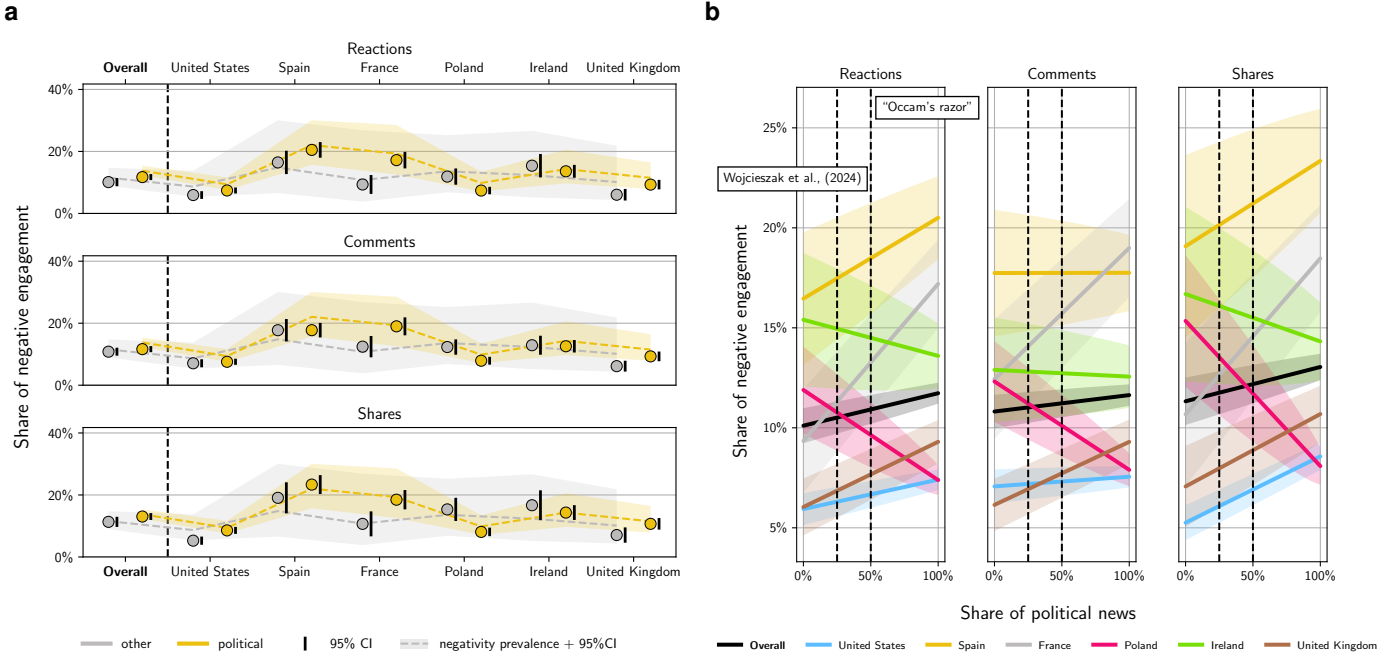 a
Reactions
Overall United States Spain France Poland Ireland United Kingdom
40%
20%
0%
Comments
40%
20%
0%
Shares
40%
20%
0%
Overall United States Spain France Poland Ireland United Kingdom
Share of negative engagement
other political 95% CI negativity prevalence + 95%CI
b
Reactions Comments Shares
"Occam's razor"
Wojcieszak et al., (2024)
25%
20%
15%
10%
5%
Share of negative engagement
0% 50% 100% 0% 50% 100% 0% 50% 100%
Share of political news
Overall United States Spain France Poland Ireland United Kingdom